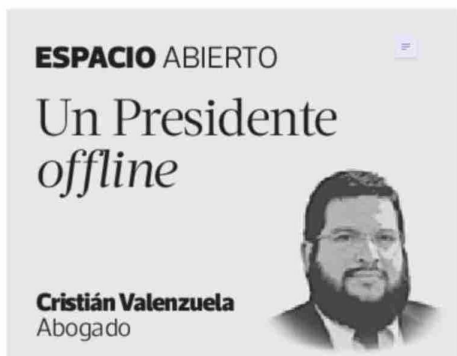 ESPACIO ABIERTO
Un Presidente
offline
Cristián Valenzuela
Abogado